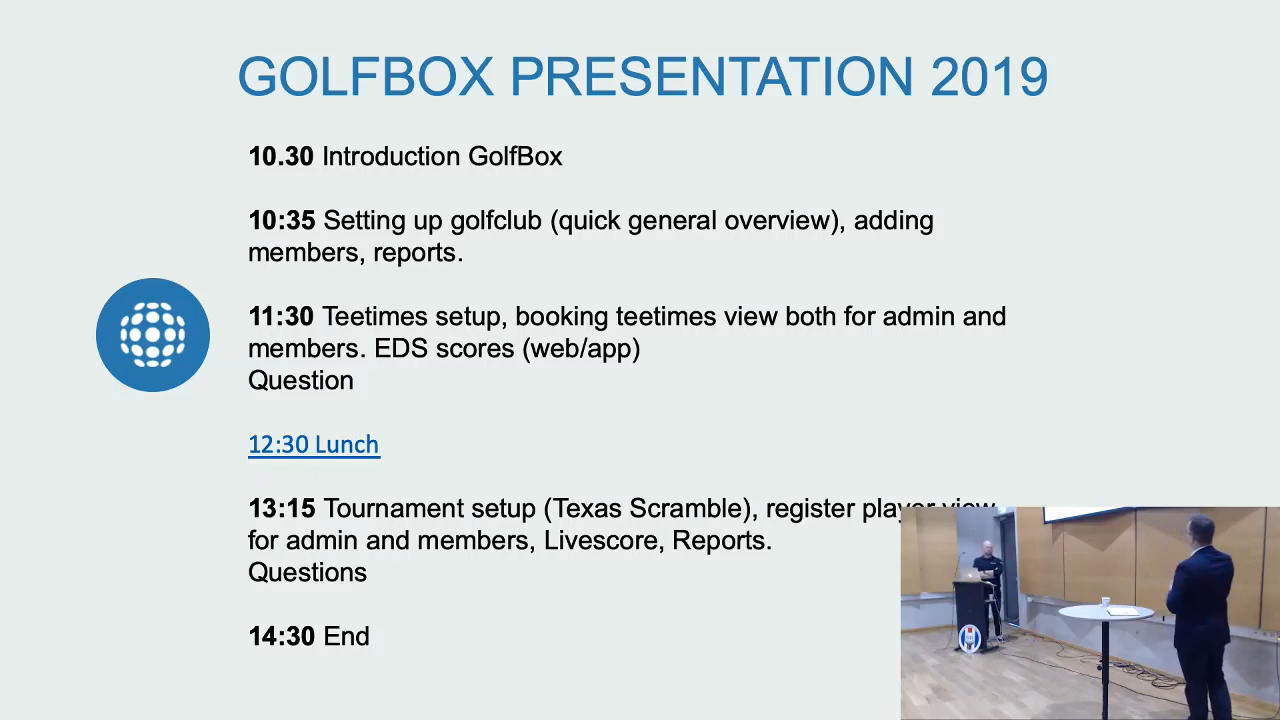 GOLFBOX PRESENTATION 2019
10.30 Introduction GolfBox
10:35 Setting up golfclub (quick general overview), adding
members, reports.
11:30 Teetimes setup, booking teetimes view both for admin and
members. EDS scores (web/app)
Question
12:30 Lunch
13:15 Tournament setup (Texas Scramble), register player view
for admin and members, Livescore, Reports.
Questions
14:30 End